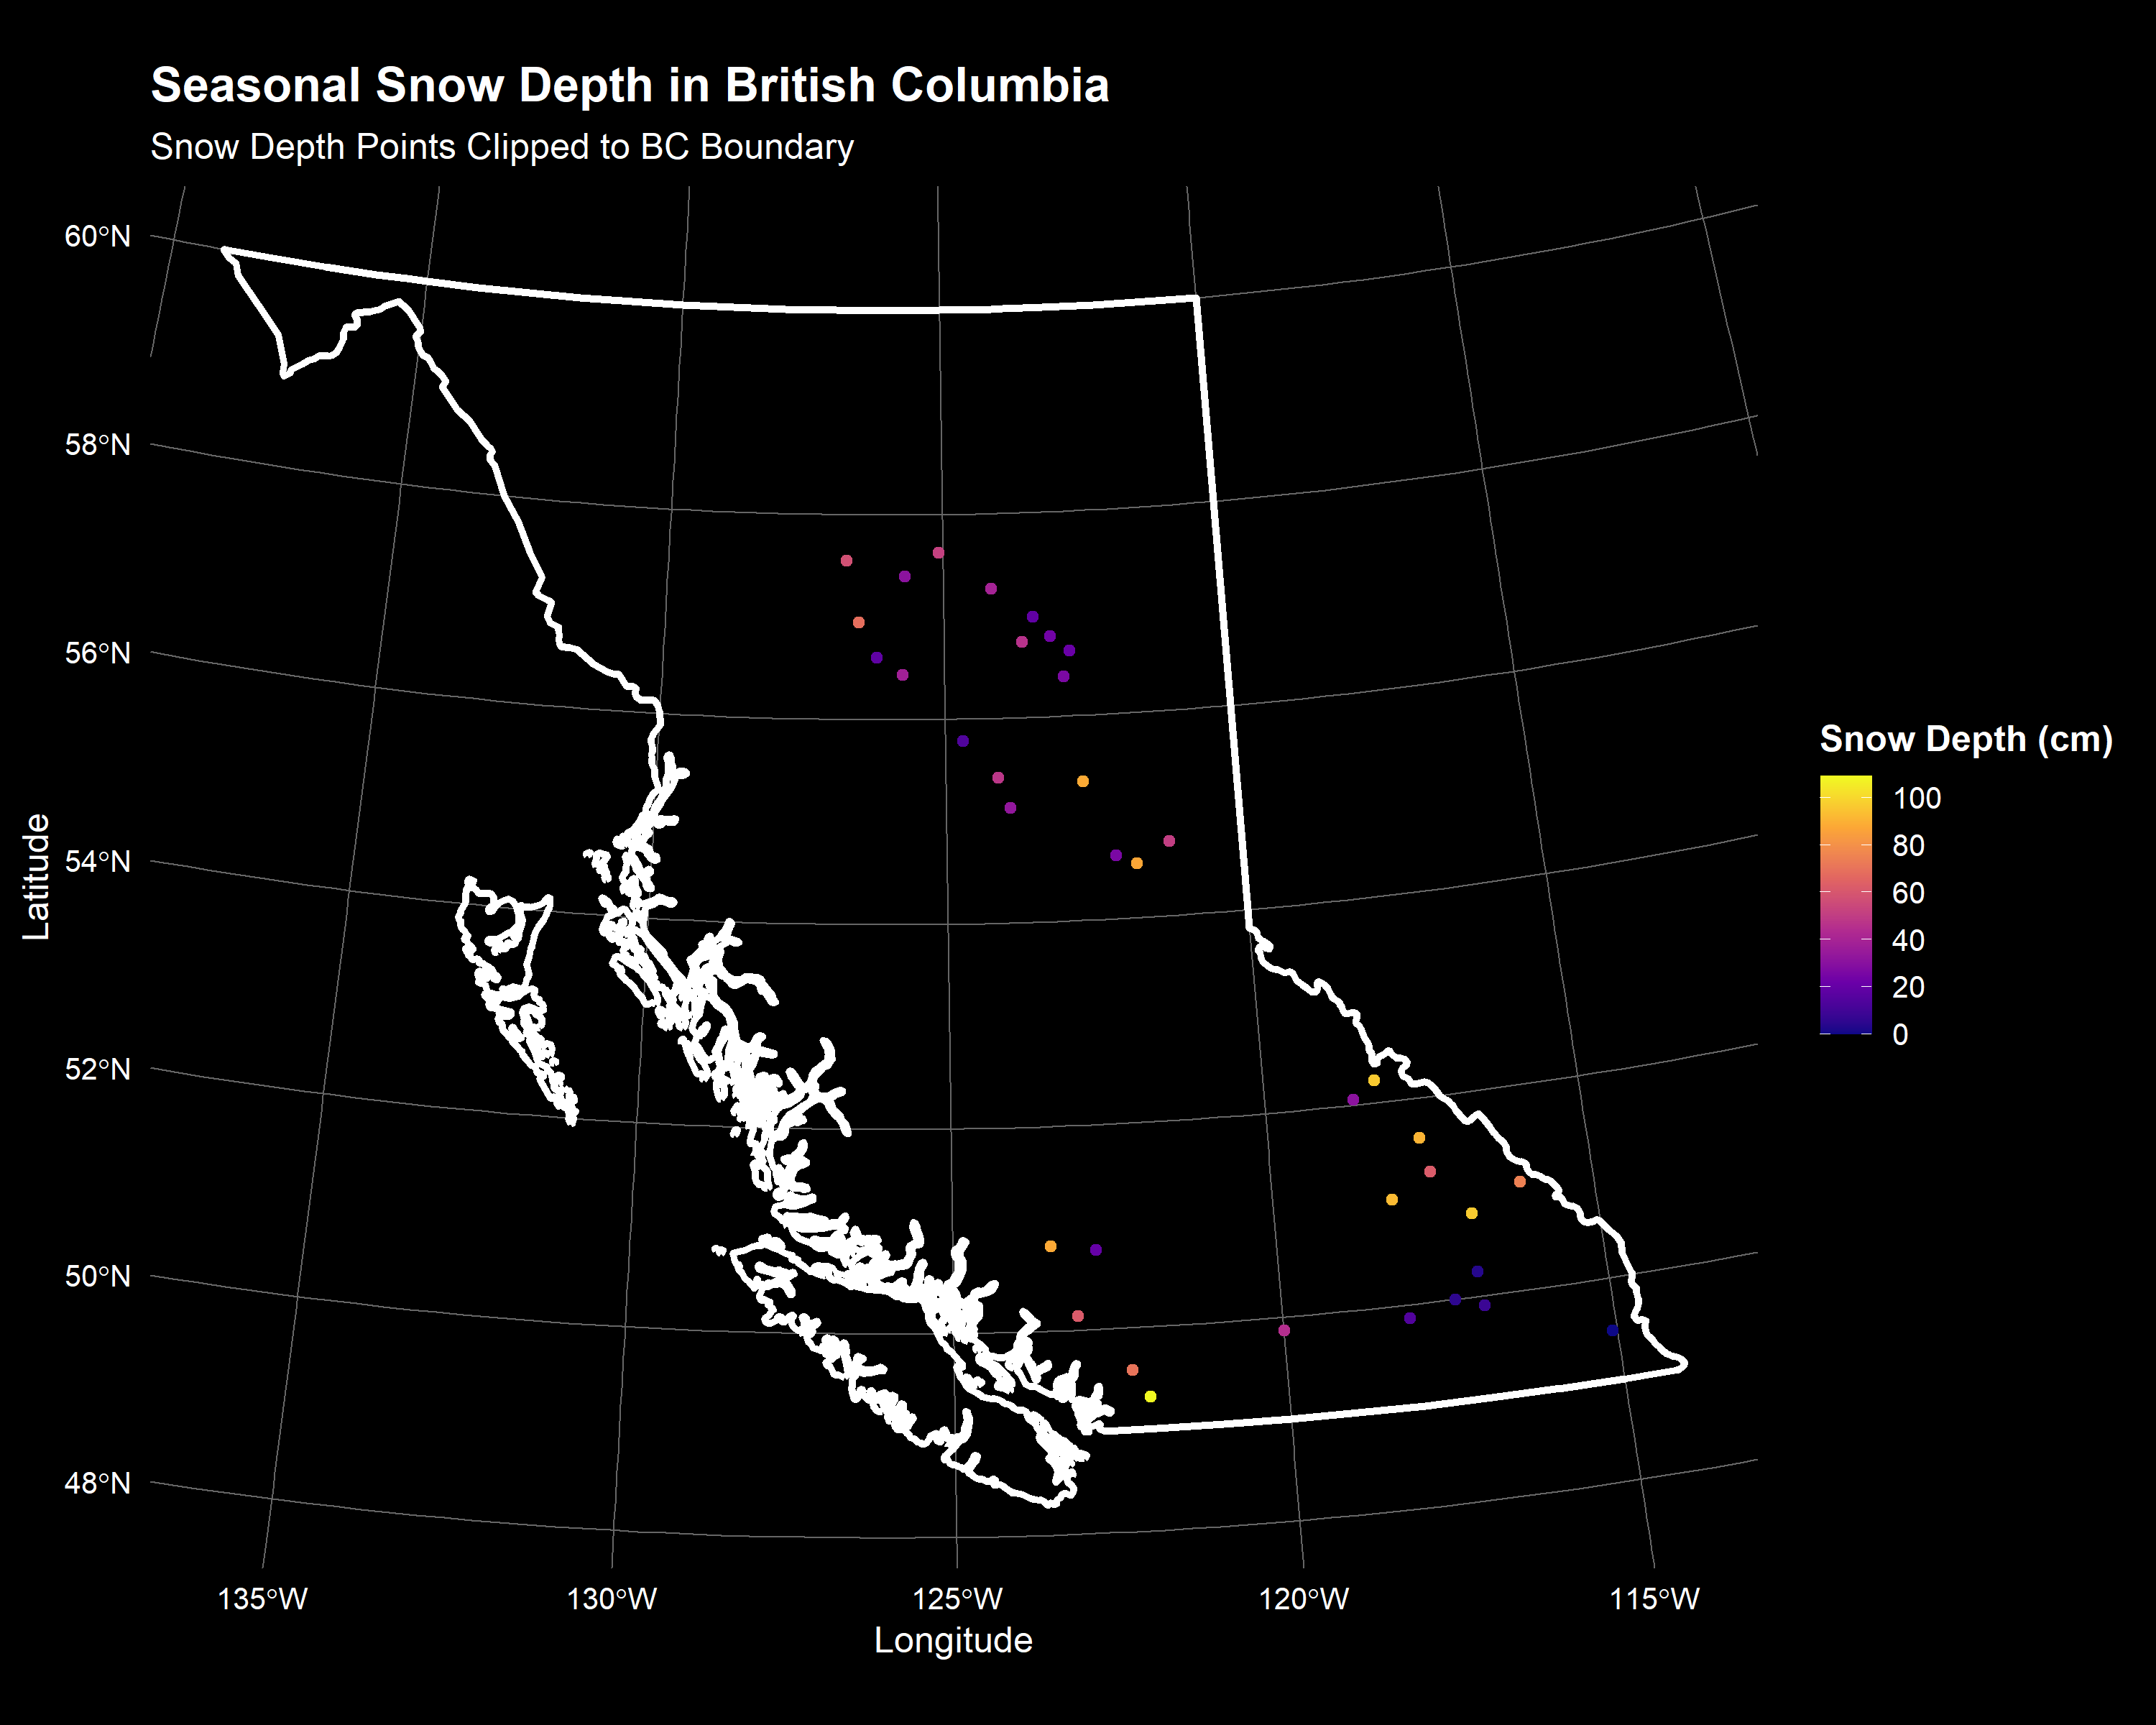 Seasonal Snow Depth in British Columbia
Snow Depth Points Clipped to BC Boundary
60°N
58°N
56°N
54°N
52°N
50°N
48°N
Latitude
135°W
130°W
125°W
120°W
115°W
Longitude
Snow Depth (cm)
100
80
60
40
20
0